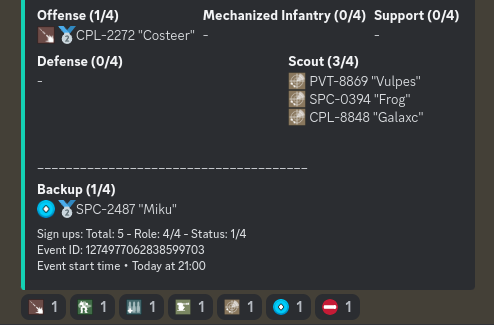 Offense (1/4) Mechanized Infantry (0/4) Support (0/4)
CPL-2272 "Costeer" - -
Defense (0/4) Scout (3/4)
- PVT-8869 "Vulpes"
SPC-0394 "Frog"
CPL-8848 "Galaxc"
_______________________________________
Backup (1/4)
2 SPC-2487 "Miku"
Sign ups: Total: 5 - Role: 4/4 - Status: 1/4
Event ID: 1274977062838599703
Event start time • Today at 21:00
1 1 1 1 1 1 1